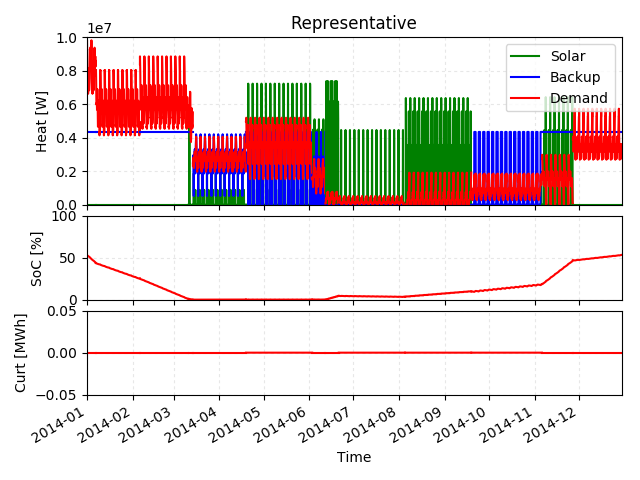 Representative
1e7
1.0
0.8
0.6
0.4
0.2
0.0
Heat [W]
Solar
Backup
Demand
100
50
0
SoC [%]
0.05
0.00
−0.05
Curt [MWh]
2014-01
2014-02
2014-03
2014-04
2014-05
2014-06
2014-07
2014-08
2014-09
2014-10
2014-11
2014-12
Time